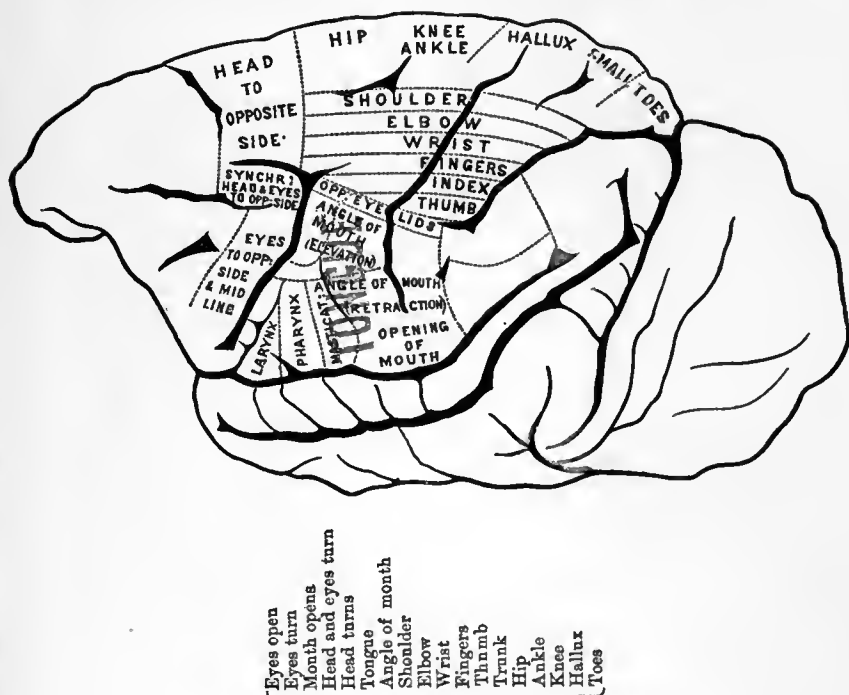 HEAD
TO
OPPOSITE
SIDE.
HIP
KNEE
ANKLE
HALLUX
SMALL TOES
SHOULDER
ELBOW
WRIST
FINGERS
INDEX
THUMB
SYNCHR:
HEAD & EYES
TO OPP: SIDE
OPP: EYE LIDS
ANGLE OF
MOUTH
(ELEVATION)
EYES
TO OPP:
SIDE
& MID
LINE
LARYNX
PHARYNX
MASTICAT:
TONGUE
ANGLE OF MOUTH
(RETRACTION)
OPENING
OF
MOUTH
Eyes open
Eyes turn
Month opens
Head and eyes turn
Head turns
Tongue
Angle of month
Shoulder
Elbow
Wrist
Fingers
Thumb
Trunk
Hip
Ankle
Knee
Hallux
Toes